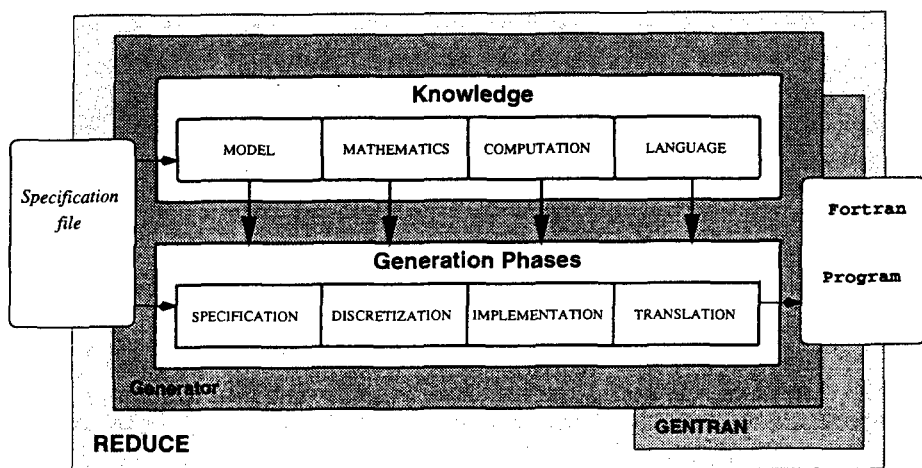 Knowledge
MODEL
MATHEMATICS
COMPUTATION
LANGUAGE
Specification
file
Fortran
Program
Generation Phases
SPECIFICATION
DISCRETIZATION
IMPLEMENTATION
TRANSLATION
Generator
GENTRAN
REDUCE